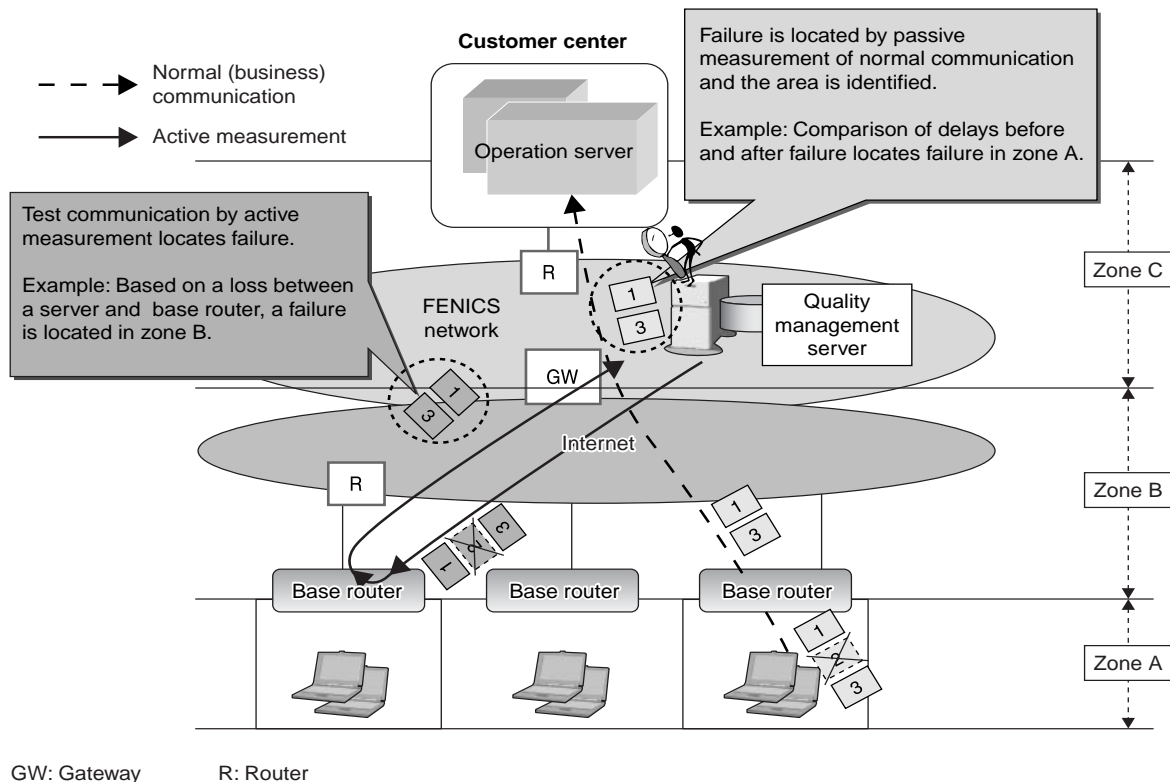 Customer center
Normal (business)
communication
Active measurement
Operation server
Failure is located by passive
measurement of normal communication
and the area is identified.
Example: Comparison of delays before
and after failure locates failure in zone A.
Test communication by active
measurement locates failure.
Example: Based on a loss between
a server and base router, a failure
is located in zone B.
R
FENICS
network
1
3
Quality
management
server
Zone C
GW
1
3
Internet
R
Zone B
1
3
1
2
3
Base router
Base router
Base router
1
2
3
Zone A
GW: Gateway
R: Router